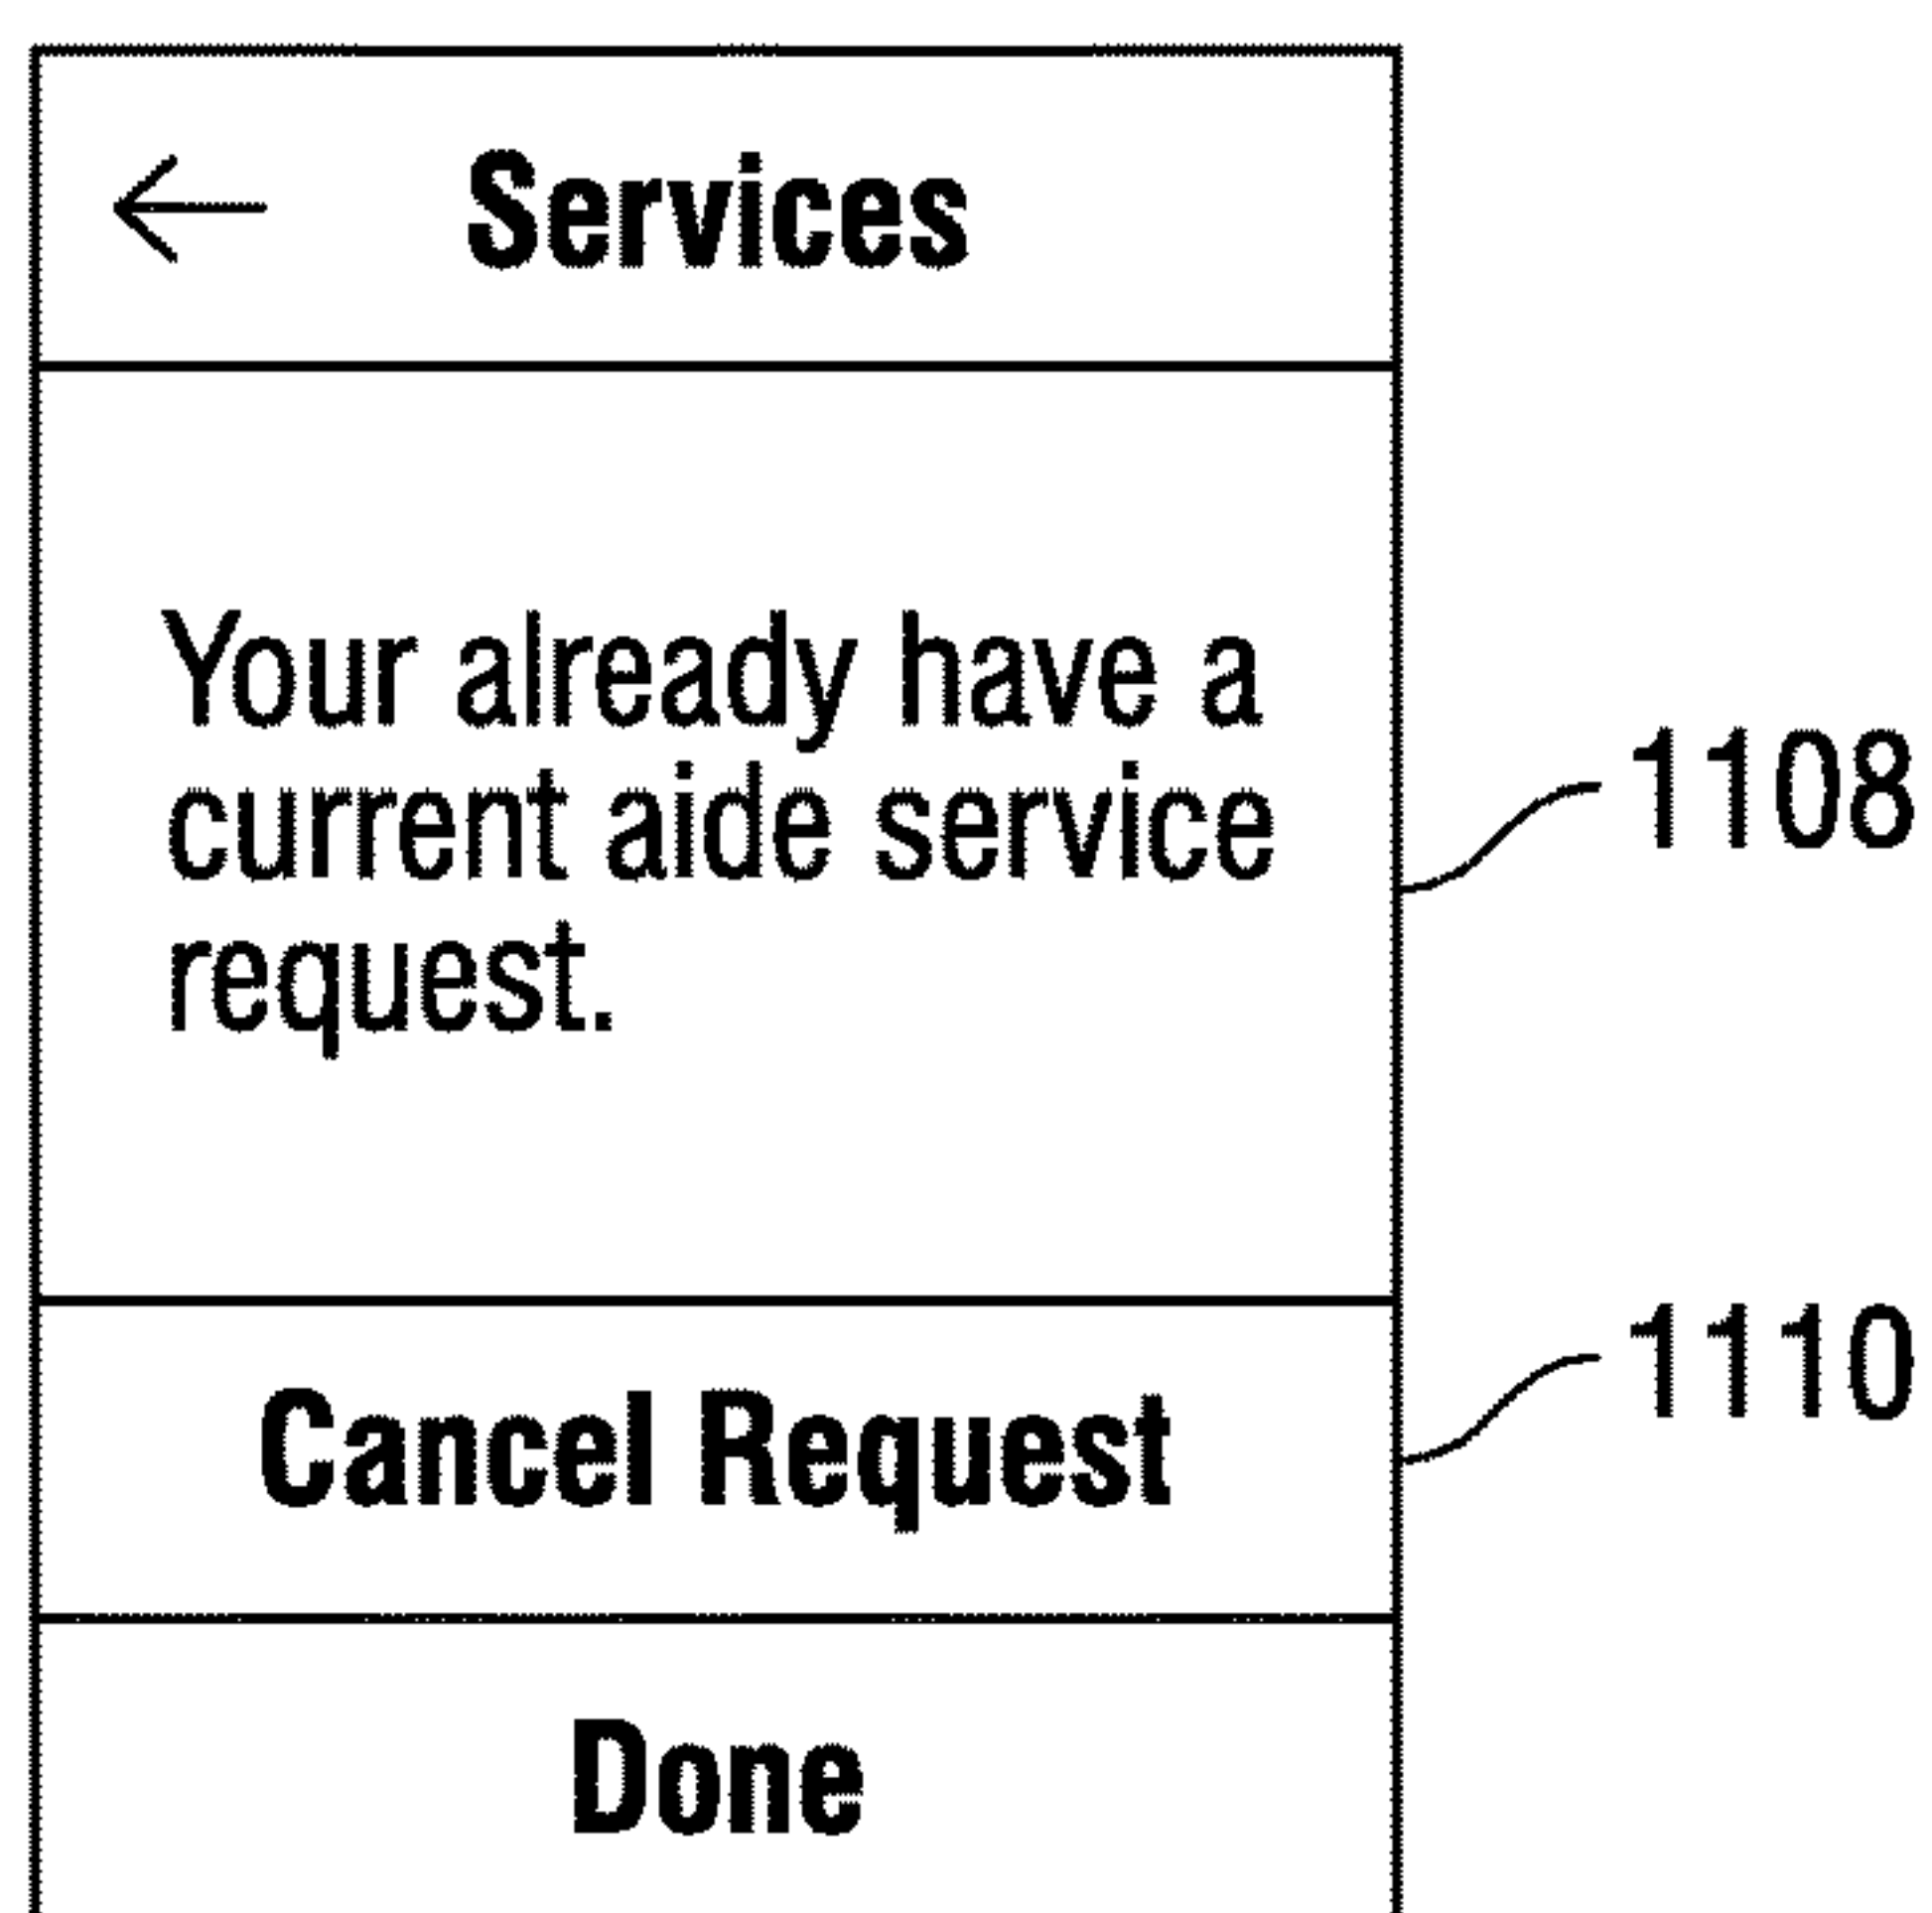 Services
Your already have a
current aide service
request.
1108
Cancel Request
1110
Done